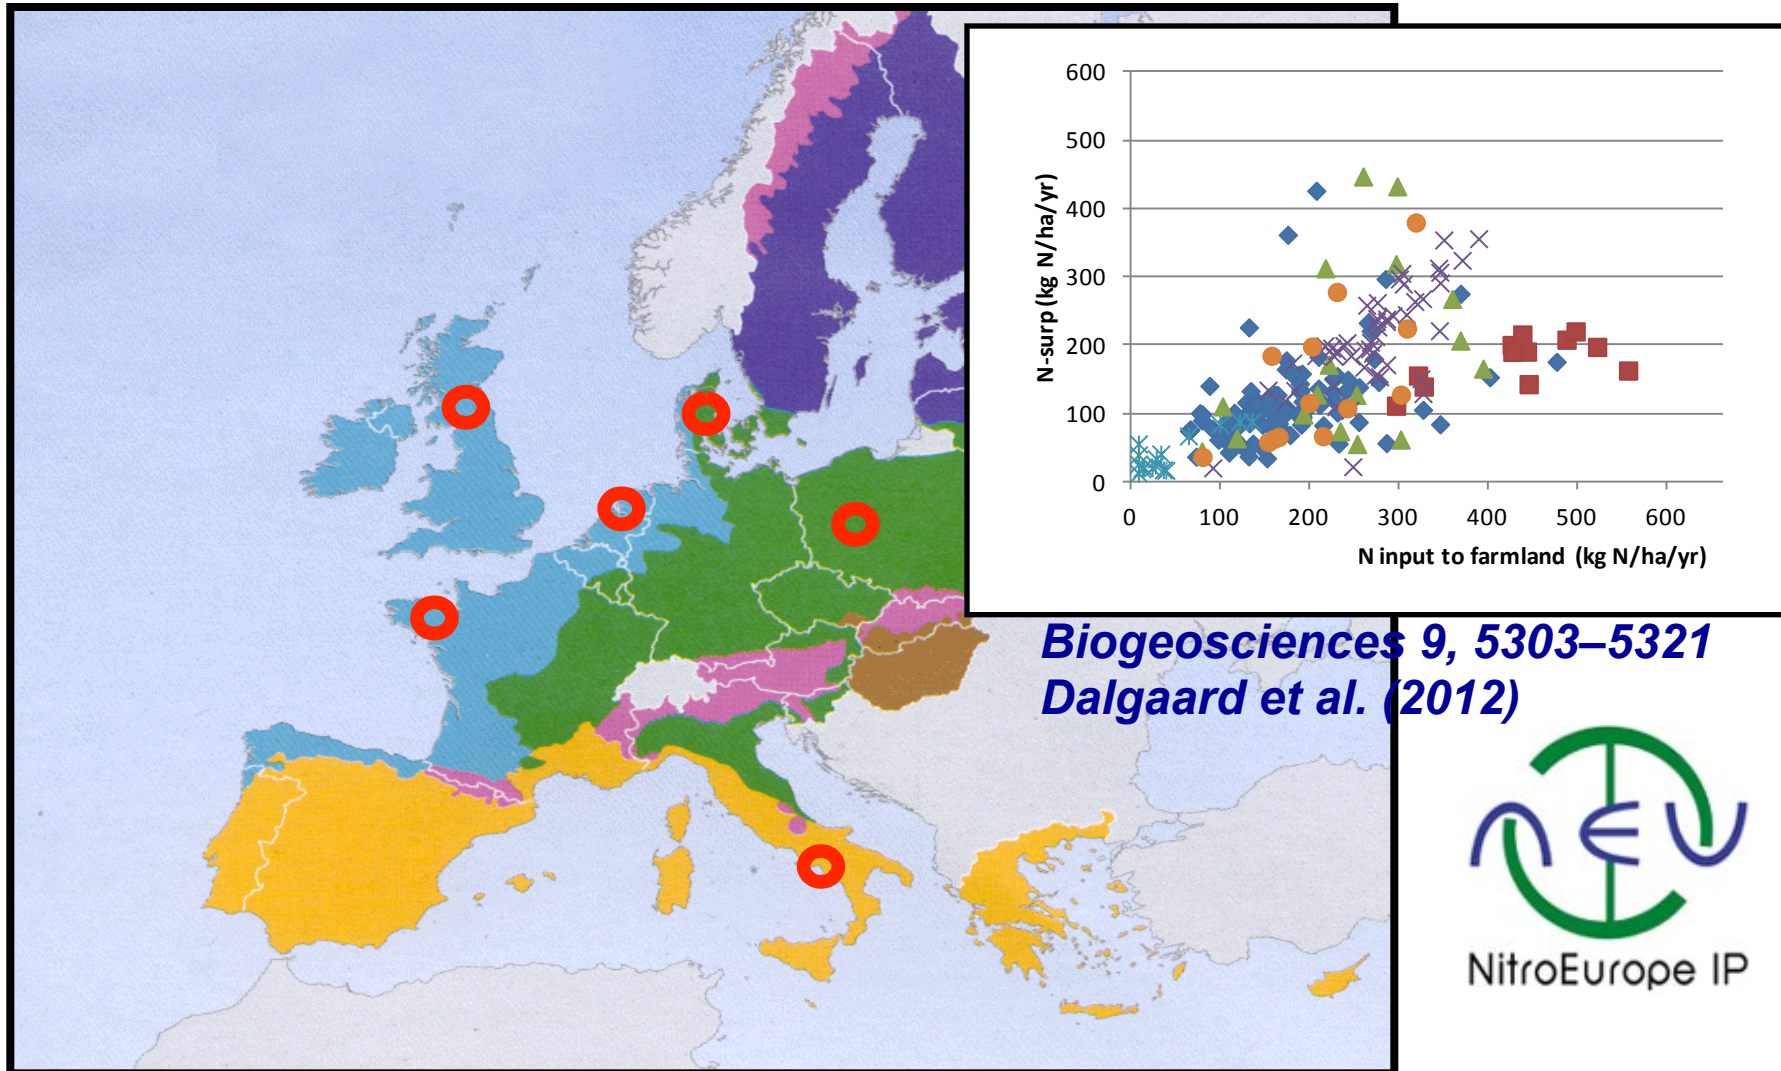 600
500
400
300
200
100
0
N-surp (kg N/ha/yr)
0 100 200 300 400 500 600
N input to farmland (kg N/ha/yr)
Biogeosciences 9, 5303–5321
Dalgaard et al. (2012)
NEU
NitroEurope IP